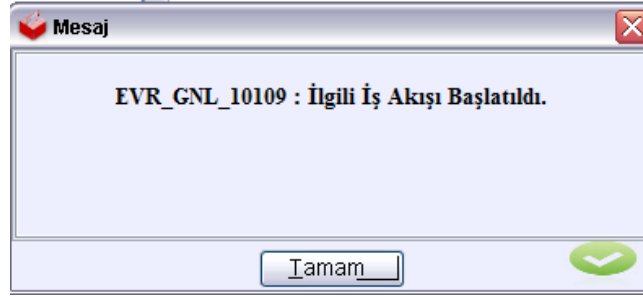 Mesaj
EVR_GNL_10109 : İlgili İş Akışı Başlatıldı.
Tamam